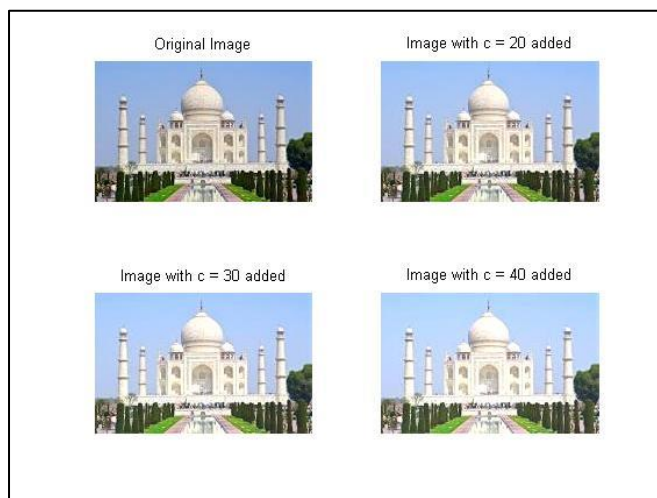 Original Image
Image with c = 20 added
Image with c = 30 added
Image with c = 40 added